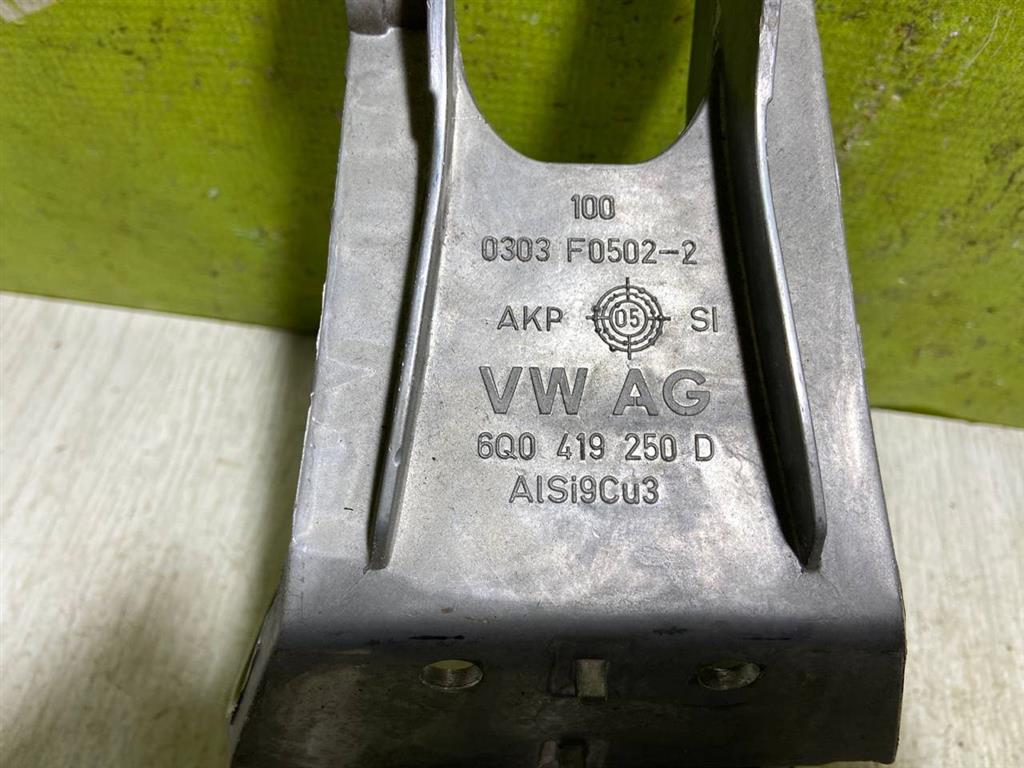 100
0303 F0502-2
AKP 05 SI
VW AG
6Q0 419 250 D
AlSi9Cu3